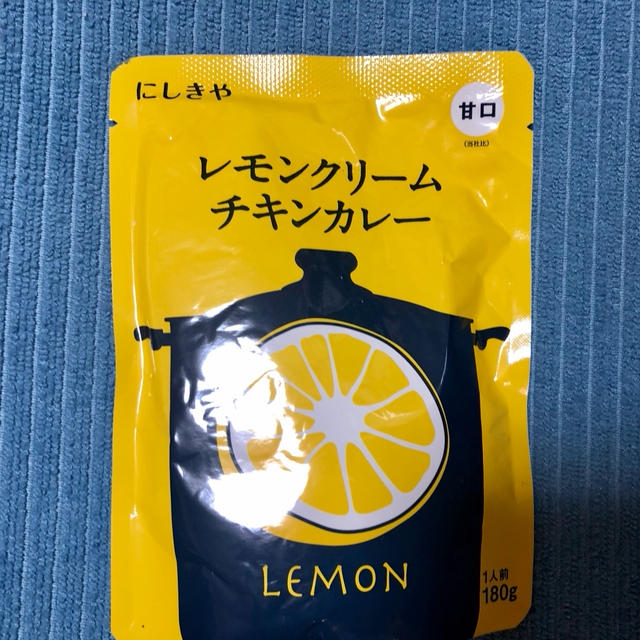 にしきや
甘口
(当社比)
レモンクリーム
チキンカレー
LEMON
1人前
180g